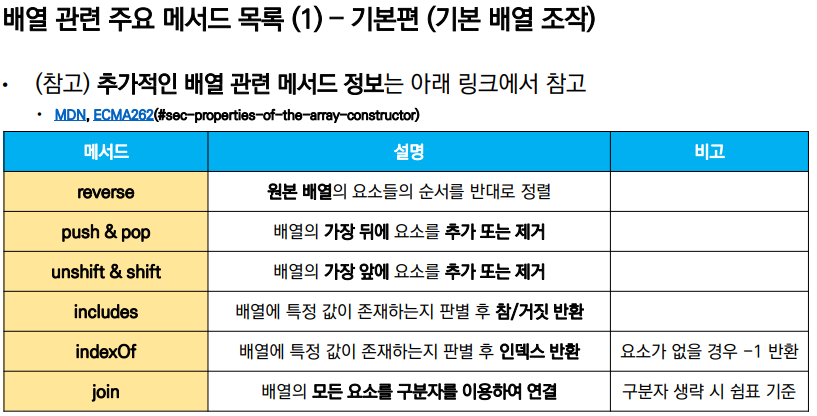 배열 관련 주요 메서드 목록 (1) – 기본편 (기본 배열 조작)
• (참고) 추가적인 배열 관련 메서드 정보는 아래 링크에서 참고
• MDN, ECMA262(#sec-properties-of-the-array-constructor)
메서드 설명 비고
reverse 원본 배열의 요소들의 순서를 반대로 정렬
push & pop 배열의 가장 뒤에 요소를 추가 또는 제거
unshift & shift 배열의 가장 앞에 요소를 추가 또는 제거
includes 배열에 특정 값이 존재하는지 판별 후 참/거짓 반환
indexOf 배열에 특정 값이 존재하는지 판별 후 인덱스 반환 요소가 없을 경우 -1 반환
join 배열의 모든 요소를 구분자를 이용하여 연결 구분자 생략 시 쉼표 기준